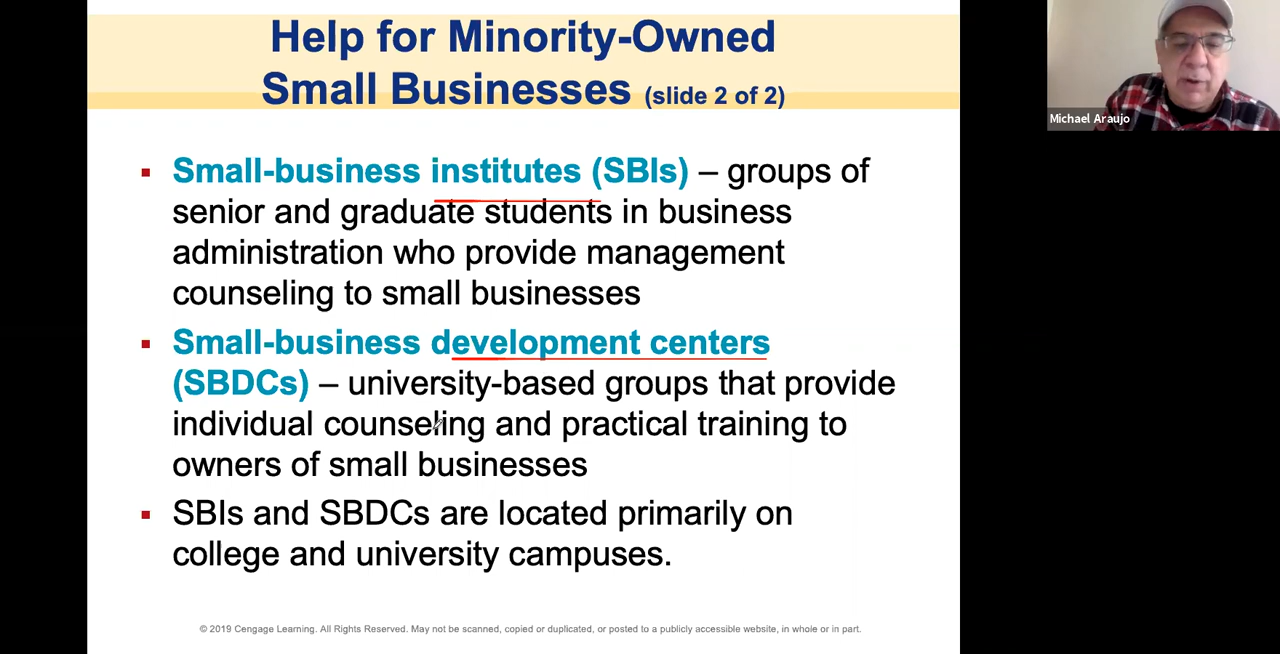 Help for Minority-Owned
Small Businesses (slide 2 of 2)
Michael Araujo
▪ Small-business institutes (SBIs) – groups of
senior and graduate students in business
administration who provide management
counseling to small businesses
▪ Small-business development centers
(SBDCs) – university-based groups that provide
individual counseling and practical training to
owners of small businesses
▪ SBIs and SBDCs are located primarily on
college and university campuses.
© 2019 Cengage Learning. All Rights Reserved. May not be scanned, copied or duplicated, or posted to a publicly accessible website, in whole or in part.